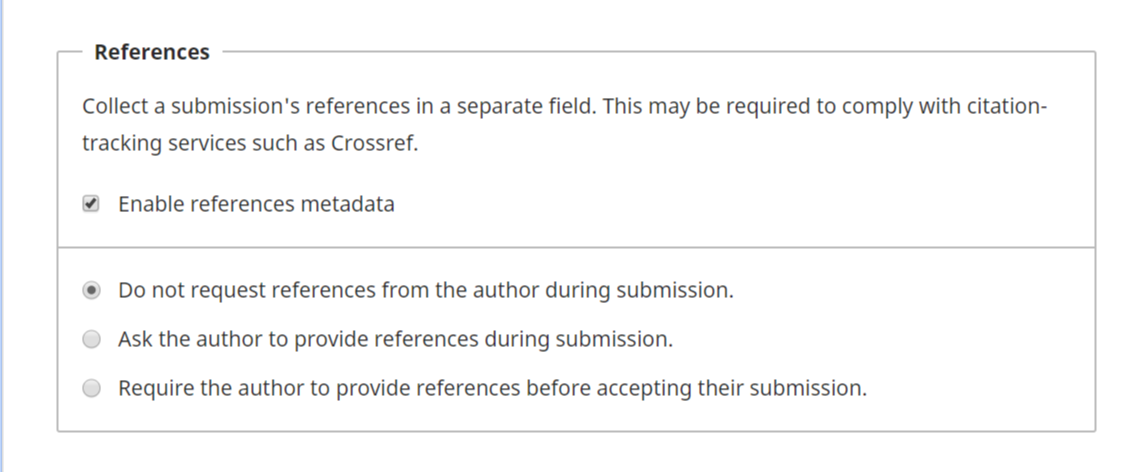 References
Collect a submission's references in a separate field. This may be required to comply with citation-
tracking services such as Crossref.
Enable references metadata
Do not request references from the author during submission.
Ask the author to provide references during submission.
Require the author to provide references before accepting their submission.